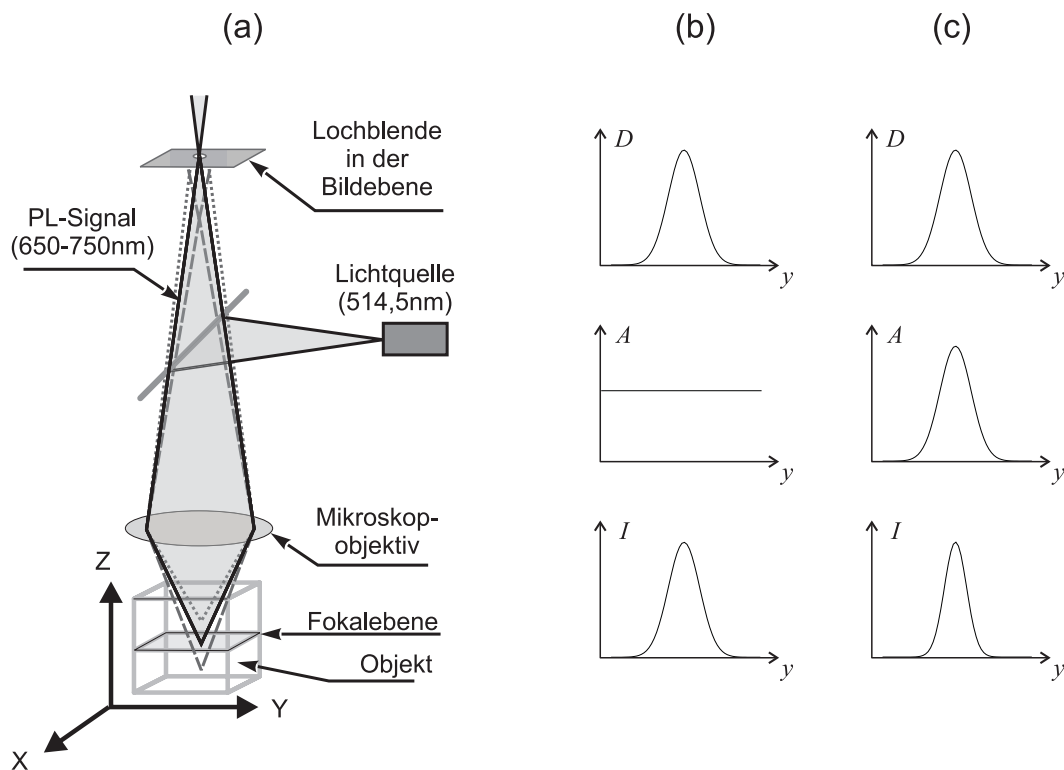 (a)
Lochblende
in der
Bildebene
PL-Signal
(650-750nm)
Lichtquelle
(514,5nm)
Mikroskop-
objektiv
Z
Fokalebene
Objekt
Y
X
(b)
D
y
A
y
I
y
(c)
D
y
A
y
I
y